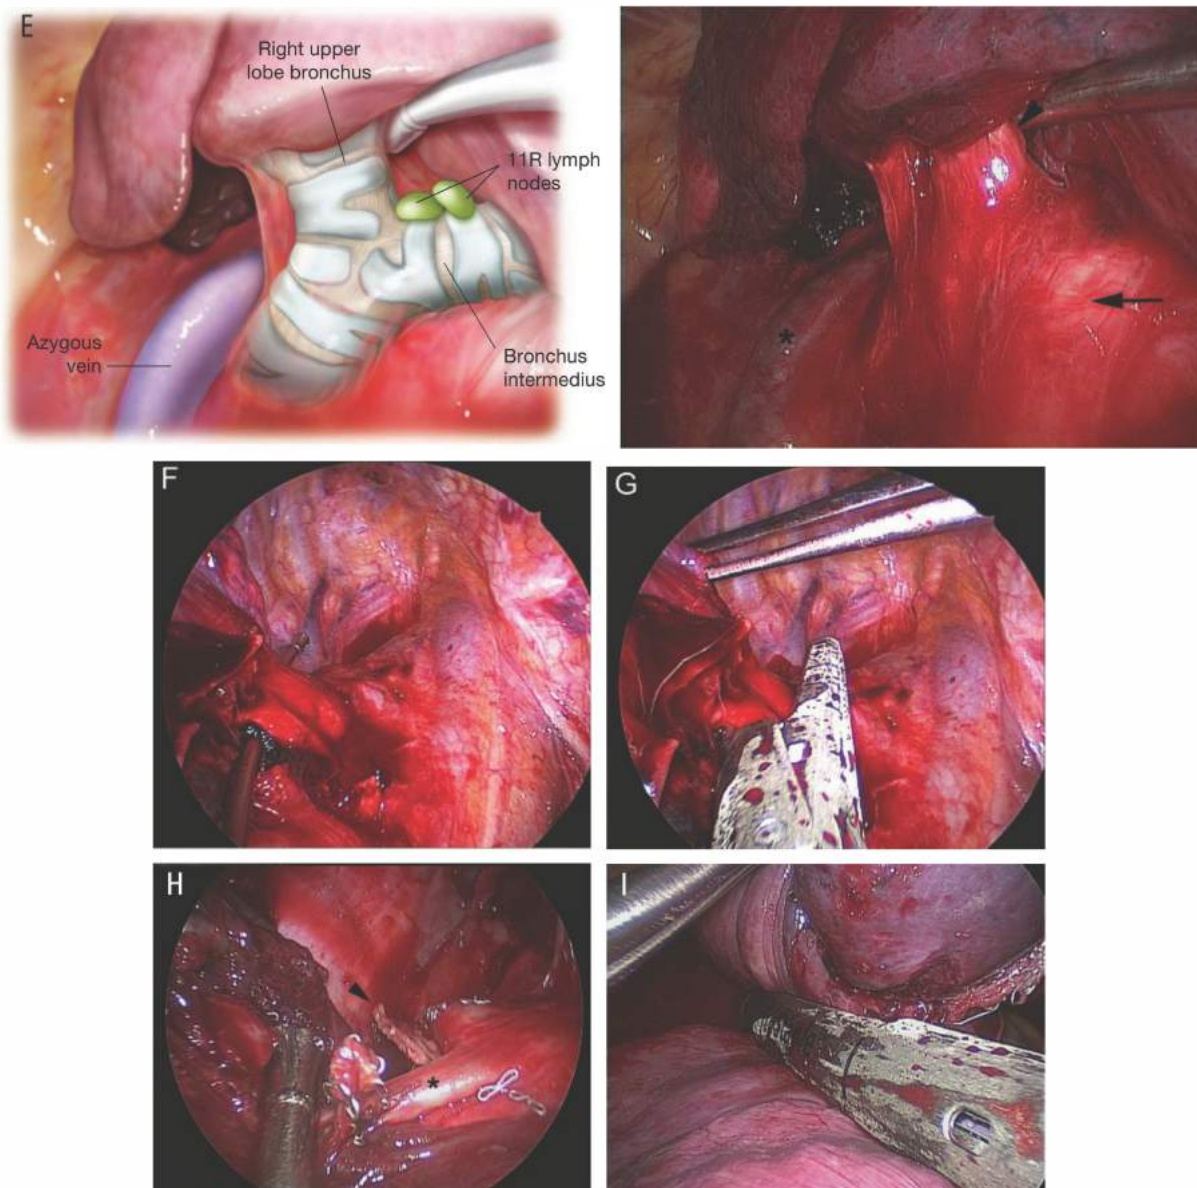 E
Right upper
lobe bronchus
11R lymph
nodes
Azygous
vein
Bronchus
intermedius
*
F
G
H
*
I